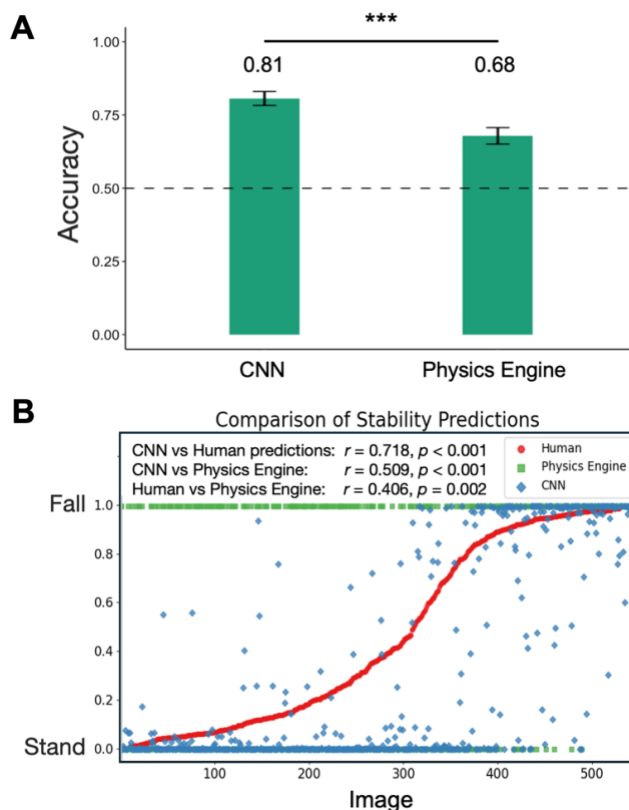 A
***
1.00
0.81
0.68
0.75
0.50
0.25
0.00
Accuracy
CNN
Physics Engine
B
Comparison of Stability Predictions
CNN vs Human predictions: r = 0.718, p < 0.001
CNN vs Physics Engine: r = 0.509, p < 0.001
Human vs Physics Engine: r = 0.406, p = 0.002
Human
Physics Engine
CNN
Fall
1.0
0.8
0.6
0.4
0.2
Stand
0.0
100
200
300
400
500
Image